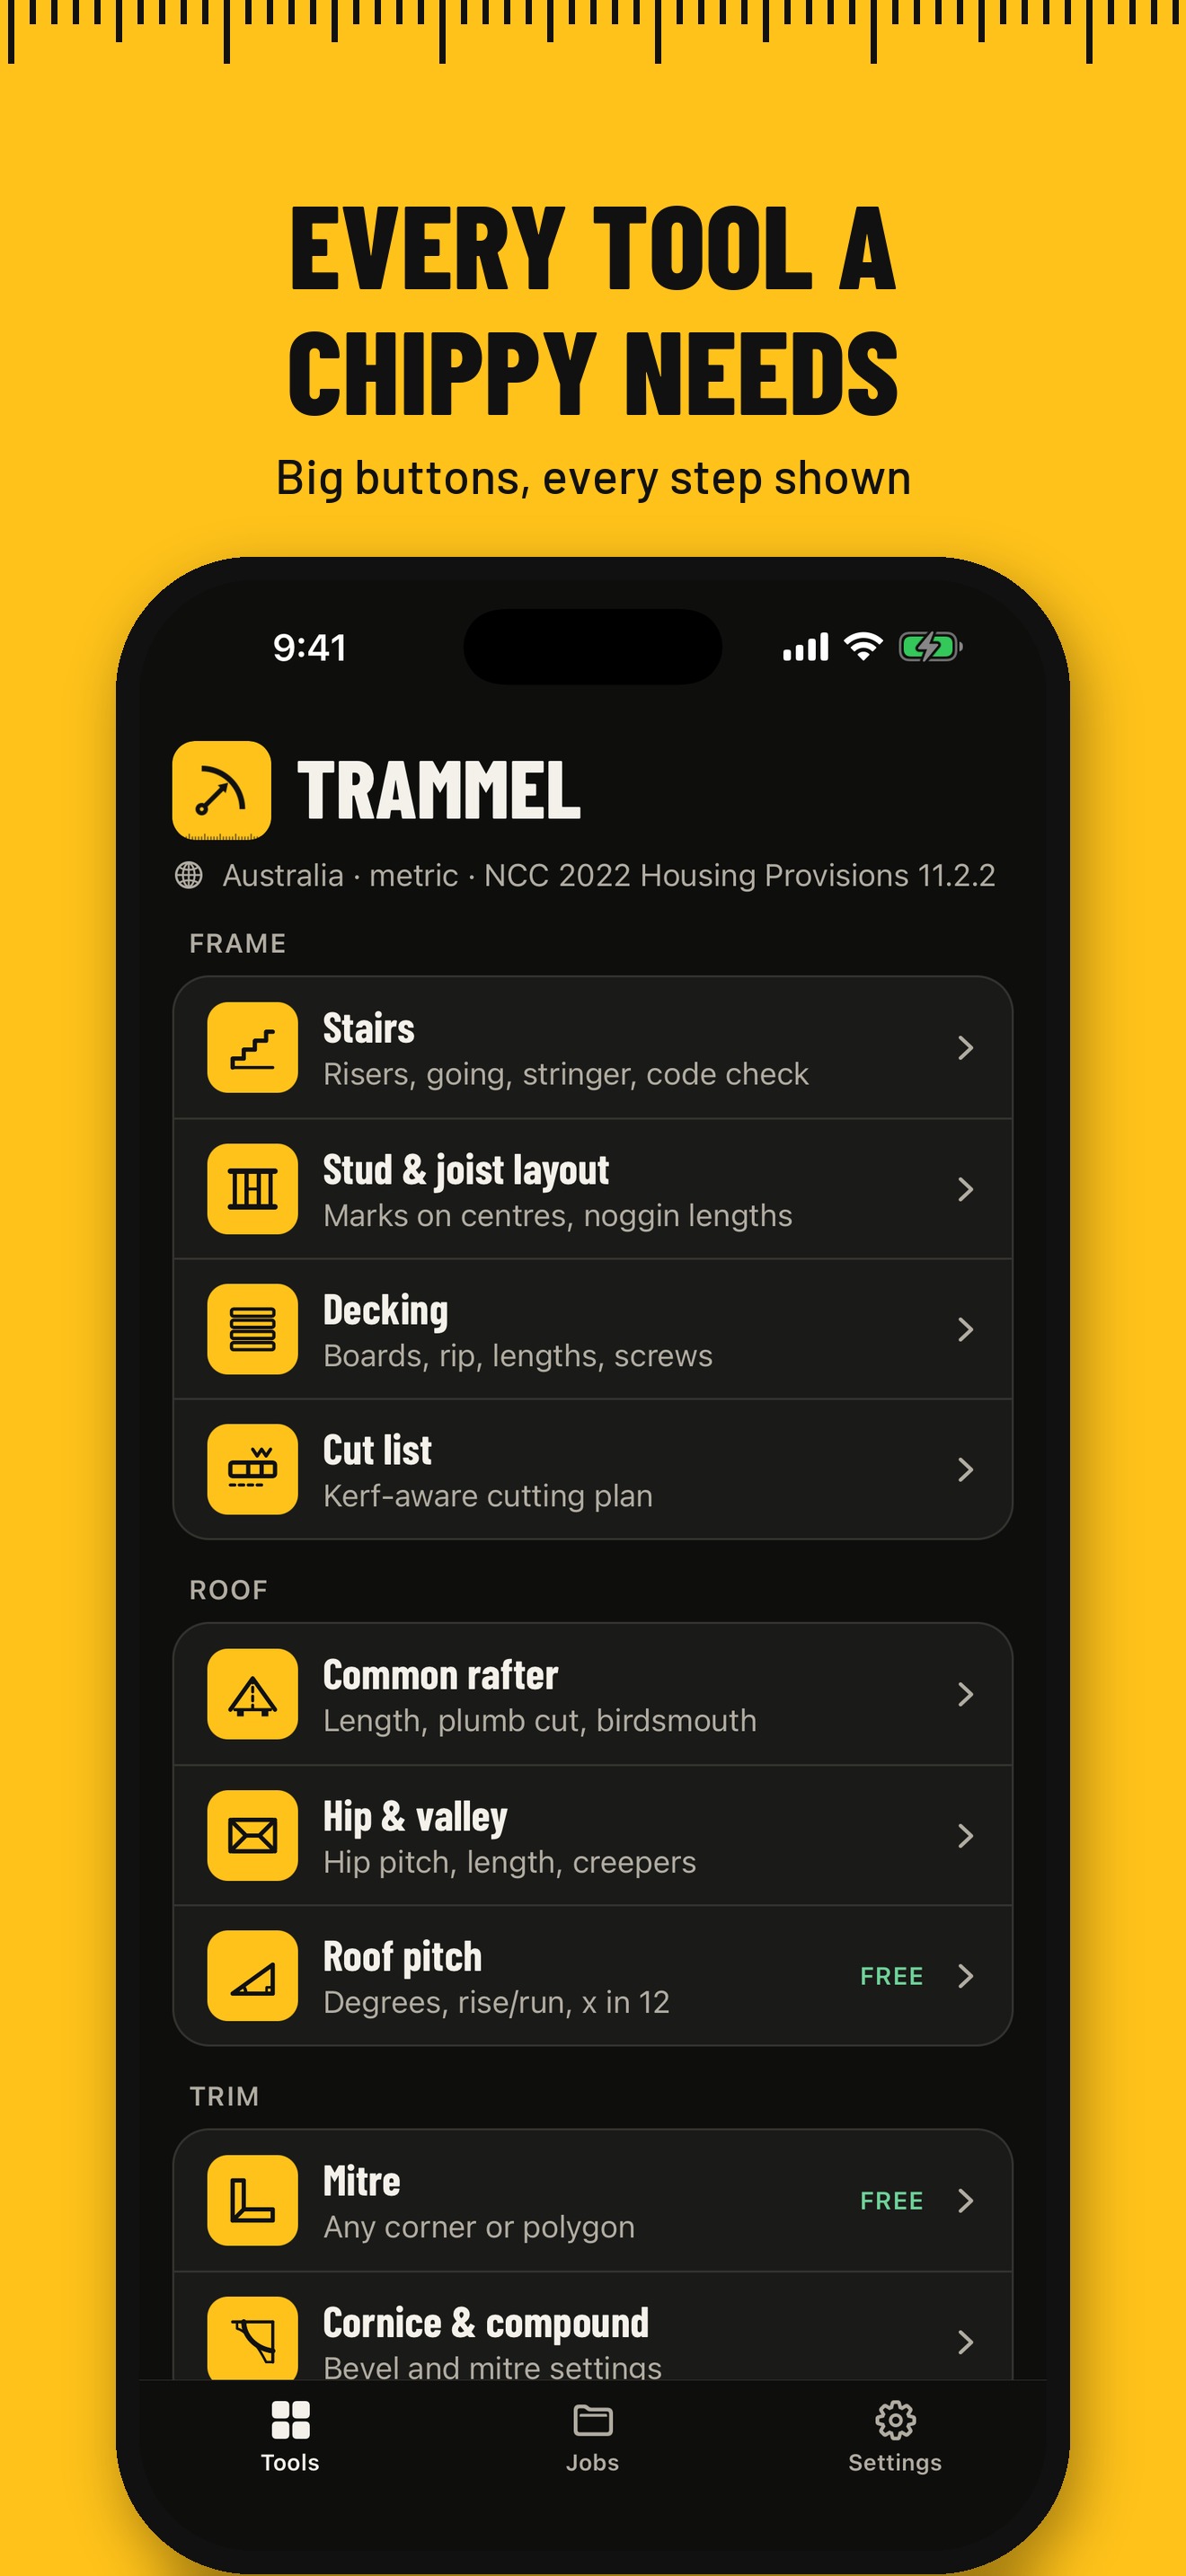 EVERY TOOL A
CHIPPY NEEDS
Big buttons, every step shown
9:41
TRAMMEL
Australia · metric · NCC 2022 Housing Provisions 11.2.2
FRAME
Stairs
Risers, going, stringer, code check
Stud & joist layout
Marks on centres, noggin lengths
Decking
Boards, rip, lengths, screws
Cut list
Kerf-aware cutting plan
ROOF
Common rafter
Length, plumb cut, birdsmouth
Hip & valley
Hip pitch, length, creepers
Roof pitch
FREE
Degrees, rise/run, x in 12
TRIM
Mitre
FREE
Any corner or polygon
Cornice & compound
Bevel and mitre settings
Tools
Jobs
Settings